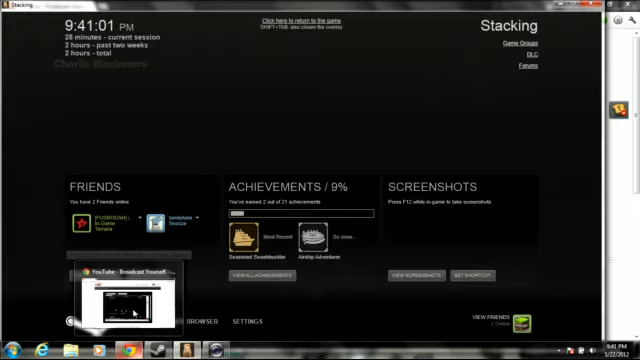 Stacking
9:41:01 PM
28 minutes - current session
2 hours - past two weeks
2 hours - total
Charlie Blackmore
Click here to return to the game
SHIFT+TAB also closes the overlay
Stacking
Game Groups
DLC
Forums
FRIENDS
You have 2 Friends online
[FUSRODAH]
In-Game
Terraria
Snooze
ACHIEVEMENTS / 9%
You've earned 2 out of 21 achievements
Most Recent
So close...
Seasoned Swashbuckler
Airship Adventurer
VIEW ALL ACHIEVEMENTS
SCREENSHOTS
Press F12 while in-game to take screenshots
VIEW SCREENSHOTS
SET SHORTCUT
YouTube - Broadcast Yourself. -...
BROWSER
SETTINGS
VIEW FRIENDS
2 Online
9:41 PM
5/22/2012